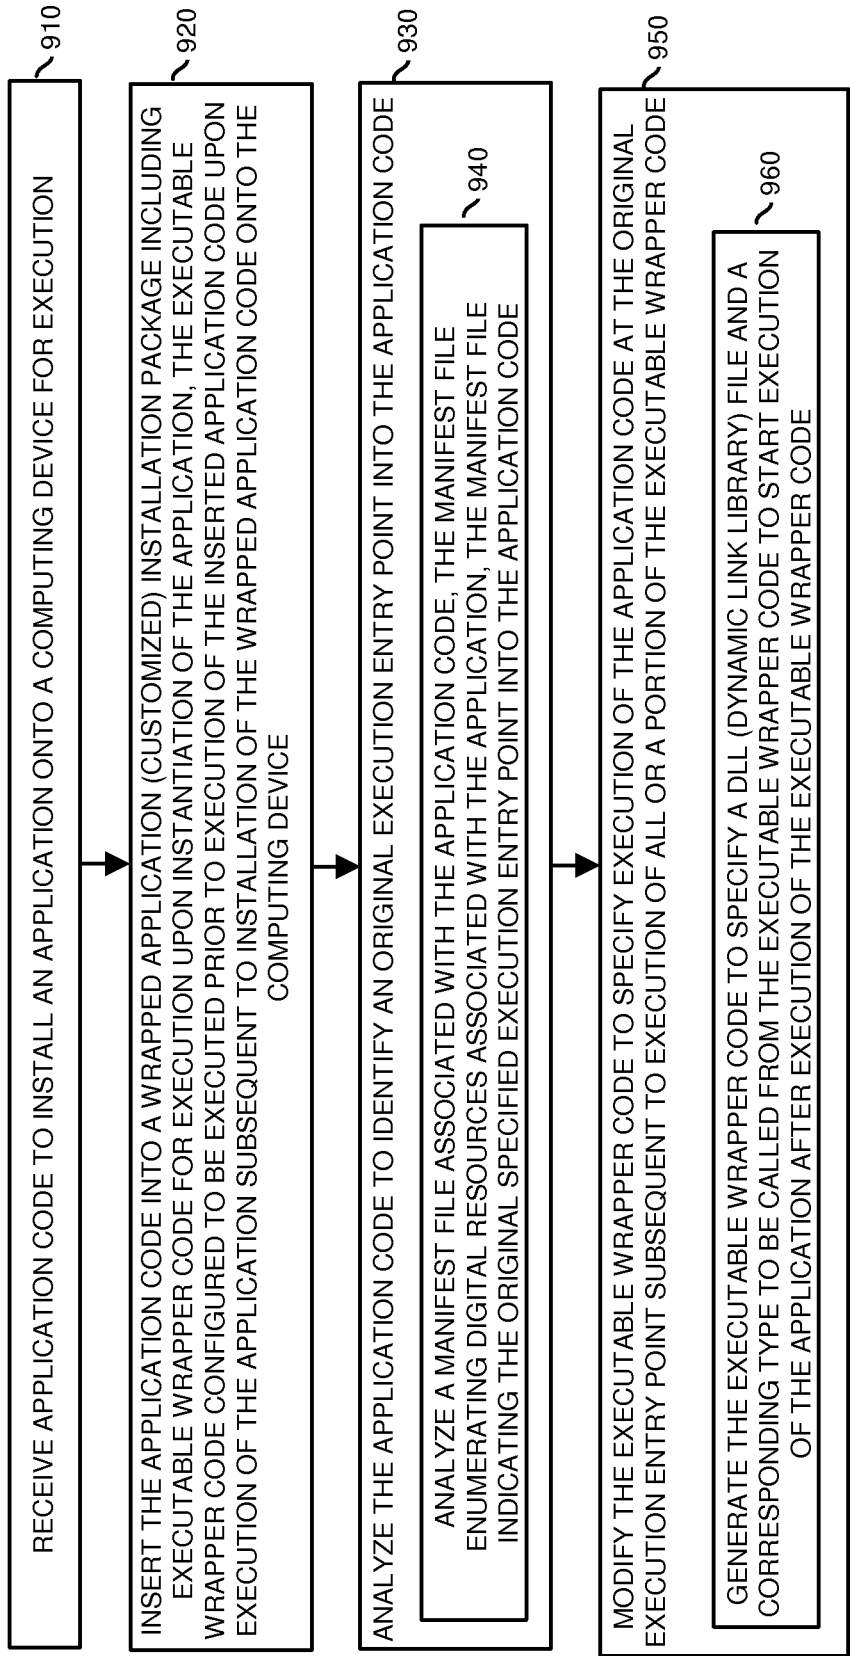 RECEIVE APPLICATION CODE TO INSTALL AN APPLICATION ONTO A COMPUTING DEVICE FOR EXECUTION
910
INSERT THE APPLICATION CODE INTO A WRAPPED APPLICATION (CUSTOMIZED) INSTALLATION PACKAGE INCLUDING
EXECUTABLE WRAPPER CODE FOR EXECUTION UPON INSTANTIATION OF THE APPLICATION, THE EXECUTABLE
WRAPPER CODE CONFIGURED TO BE EXECUTED PRIOR TO EXECUTION OF THE INSERTED APPLICATION CODE UPON
EXECUTION OF THE APPLICATION SUBSEQUENT TO INSTALLATION OF THE WRAPPED APPLICATION CODE ONTO THE
COMPUTING DEVICE
920
ANALYZE THE APPLICATION CODE TO IDENTIFY AN ORIGINAL EXECUTION ENTRY POINT INTO THE APPLICATION CODE
930
ANALYZE A MANIFEST FILE ASSOCIATED WITH THE APPLICATION CODE, THE MANIFEST FILE
ENUMERATING DIGITAL RESOURCES ASSOCIATED WITH THE APPLICATION, THE MANIFEST FILE
INDICATING THE ORIGINAL SPECIFIED EXECUTION ENTRY POINT INTO THE APPLICATION CODE
940
MODIFY THE EXECUTABLE WRAPPER CODE TO SPECIFY EXECUTION OF THE APPLICATION CODE AT THE ORIGINAL
EXECUTION ENTRY POINT SUBSEQUENT TO EXECUTION OF ALL OR A PORTION OF THE EXECUTABLE WRAPPER CODE
950
GENERATE THE EXECUTABLE WRAPPER CODE TO SPECIFY A DLL (DYNAMIC LINK LIBRARY) FILE AND A
CORRESPONDING TYPE TO BE CALLED FROM THE EXECUTABLE WRAPPER CODE TO START EXECUTION
OF THE APPLICATION AFTER EXECUTION OF THE EXECUTABLE WRAPPER CODE
960